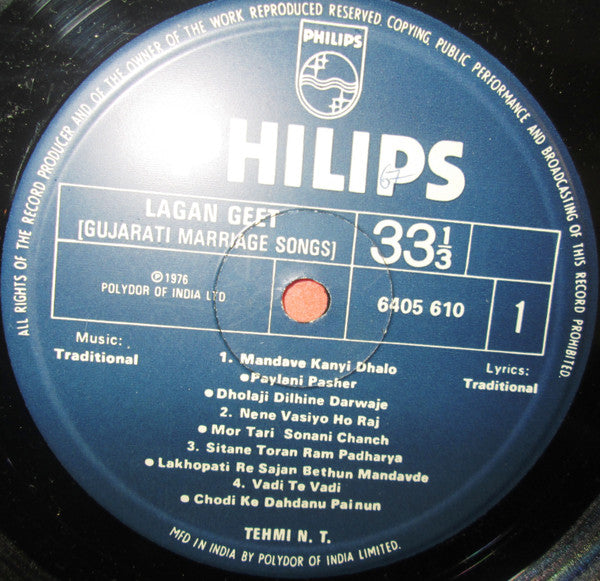 ALL RIGHTS OF THE RECORD PRODUCER AND OF THE OWNER OF THE WORK REPRODUCED RESERVED. COPYING, PUBLIC PERFORMANCE AND BROADCASTING OF THIS RECORD PROHIBITED.
PHILIPS
PHILIPS
LAGAN GEET
[GUJARATI MARRIAGE SONGS]
33 1/3
℗ 1976
POLYDOR OF INDIA LTD
6405 610
1
Music:
Traditional
Lyrics:
Traditional
1. Mandave Kanyi Dhalo
● Paylani Pasher
● Dholaji Dilhine Darwaje
2. Nene Vasiyo Ho Raj
● Mor Tari Sonani Chanch
3. Sitane Toran Ram Padharya
● Lakhopati Re Sajan Bethun Mandavde
4. Vadi Te Vadi
● Chodi Ke Dahdanu Painun
TEHMI N. T.
MFD IN INDIA BY POLYDOR OF INDIA LIMITED.